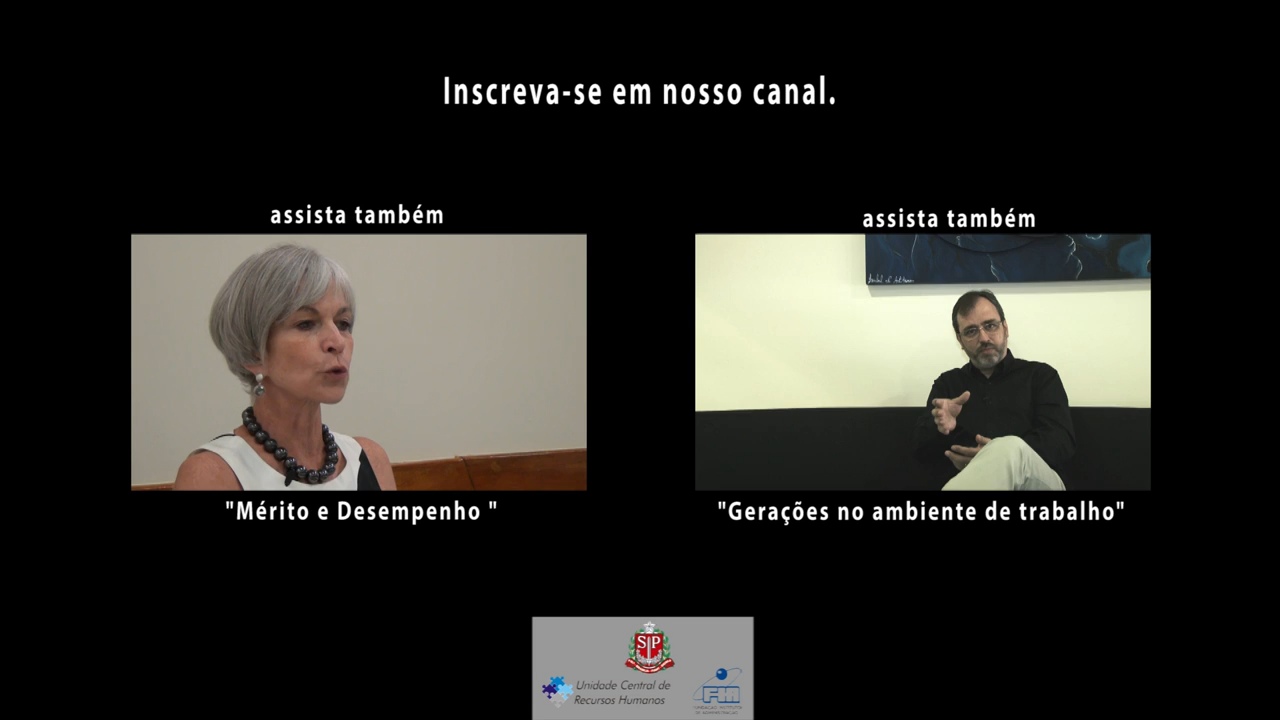 Inscreva-se em nosso canal.
assista também
assista também
"Mérito e Desempenho "
"Gerações no ambiente de trabalho"
SP
Unidade Central de
Recursos Humanos